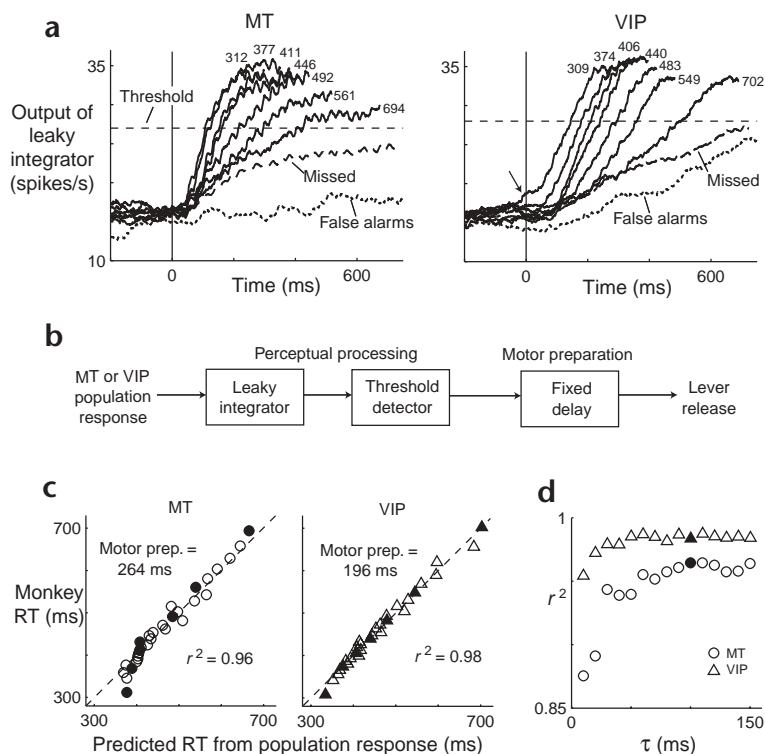 a
MT
VIP
35
Threshold
Output of
leaky
integrator
(spikes/s)
10
312
377
411
446
492
561
694
Missed
False alarms
0
600
Time (ms)
35
309
374
406
440
483
549
702
Missed
False alarms
0
600
Time (ms)
b
Perceptual processing
Motor preparation
MT or VIP
population
response
Leaky
integrator
Threshold
detector
Fixed
delay
Lever
release
c
MT
VIP
700
Monkey
RT
(ms)
300
Motor prep. =
264 ms
r² = 0.96
300
700
Motor prep. =
196 ms
r² = 0.98
300
700
Predicted RT from population response (ms)
d
1
r²
0.85
MT
VIP
0
150
τ (ms)